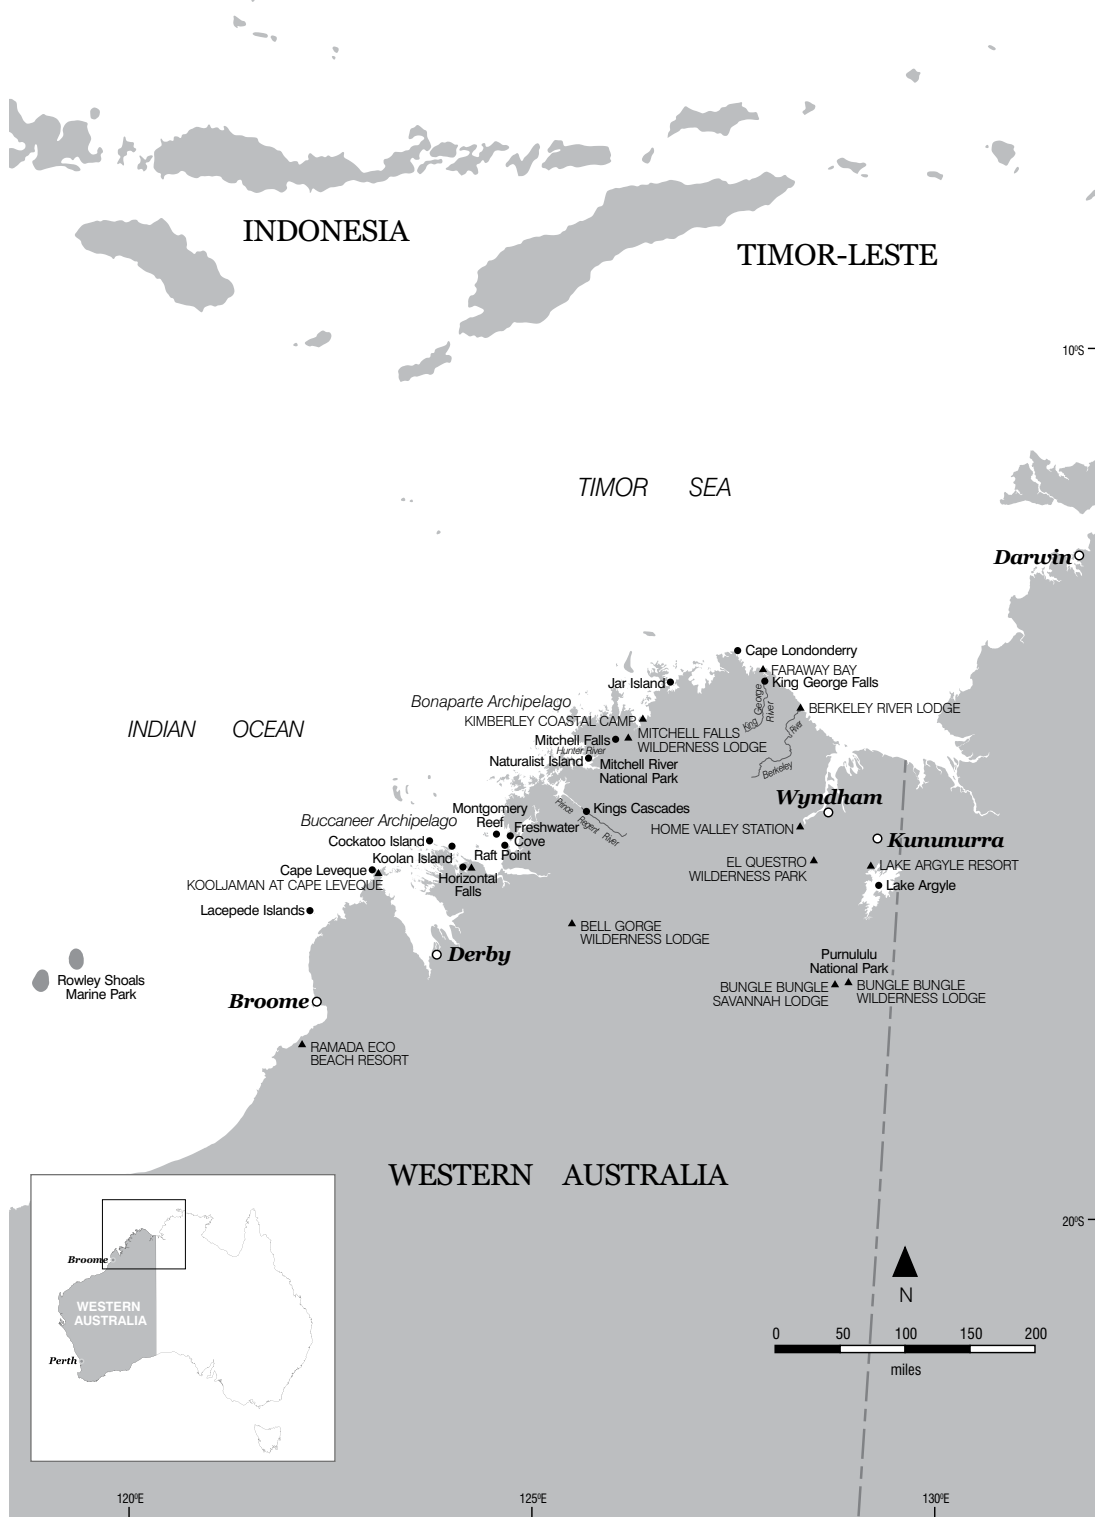 INDONESIA
TIMOR-LESTE
10⁰S
TIMOR SEA
Darwin
Cape Londonderry
FARAWAY BAY
Jar Island
King George Falls
King George
River
Bonaparte Archipelago
BERKELEY RIVER LODGE
KIMBERLEY COASTAL CAMP
INDIAN OCEAN
River
Berkeley
Mitchell Falls
MITCHELL FALLS
WILDERNESS LODGE
Hunter River
Naturalist Island
Mitchell River
National Park
Wyndham
Prince Regent River
Kings Cascades
Montgomery
Reef
Buccaneer Archipelago
Freshwater
Cove
HOME VALLEY STATION
Cockatoo Island
Kununurra
Koolan Island
Raft Point
EL QUESTRO
WILDERNESS PARK
LAKE ARGYLE RESORT
Cape Leveque
KOOLJAMAN AT CAPE LEVEQUE
Horizontal
Falls
Lake Argyle
Lacepede Islands
BELL GORGE
WILDERNESS LODGE
Derby
Purnululu
National Park
Rowley Shoals
Marine Park
BUNGLE BUNGLE
SAVANNAH LODGE
BUNGLE BUNGLE
WILDERNESS LODGE
Broome
RAMADA ECO
BEACH RESORT
WESTERN AUSTRALIA
20⁰S
Broome
WESTERN
AUSTRALIA
Perth
N
0 50 100 150 200
miles
120⁰E 125⁰E 130⁰E